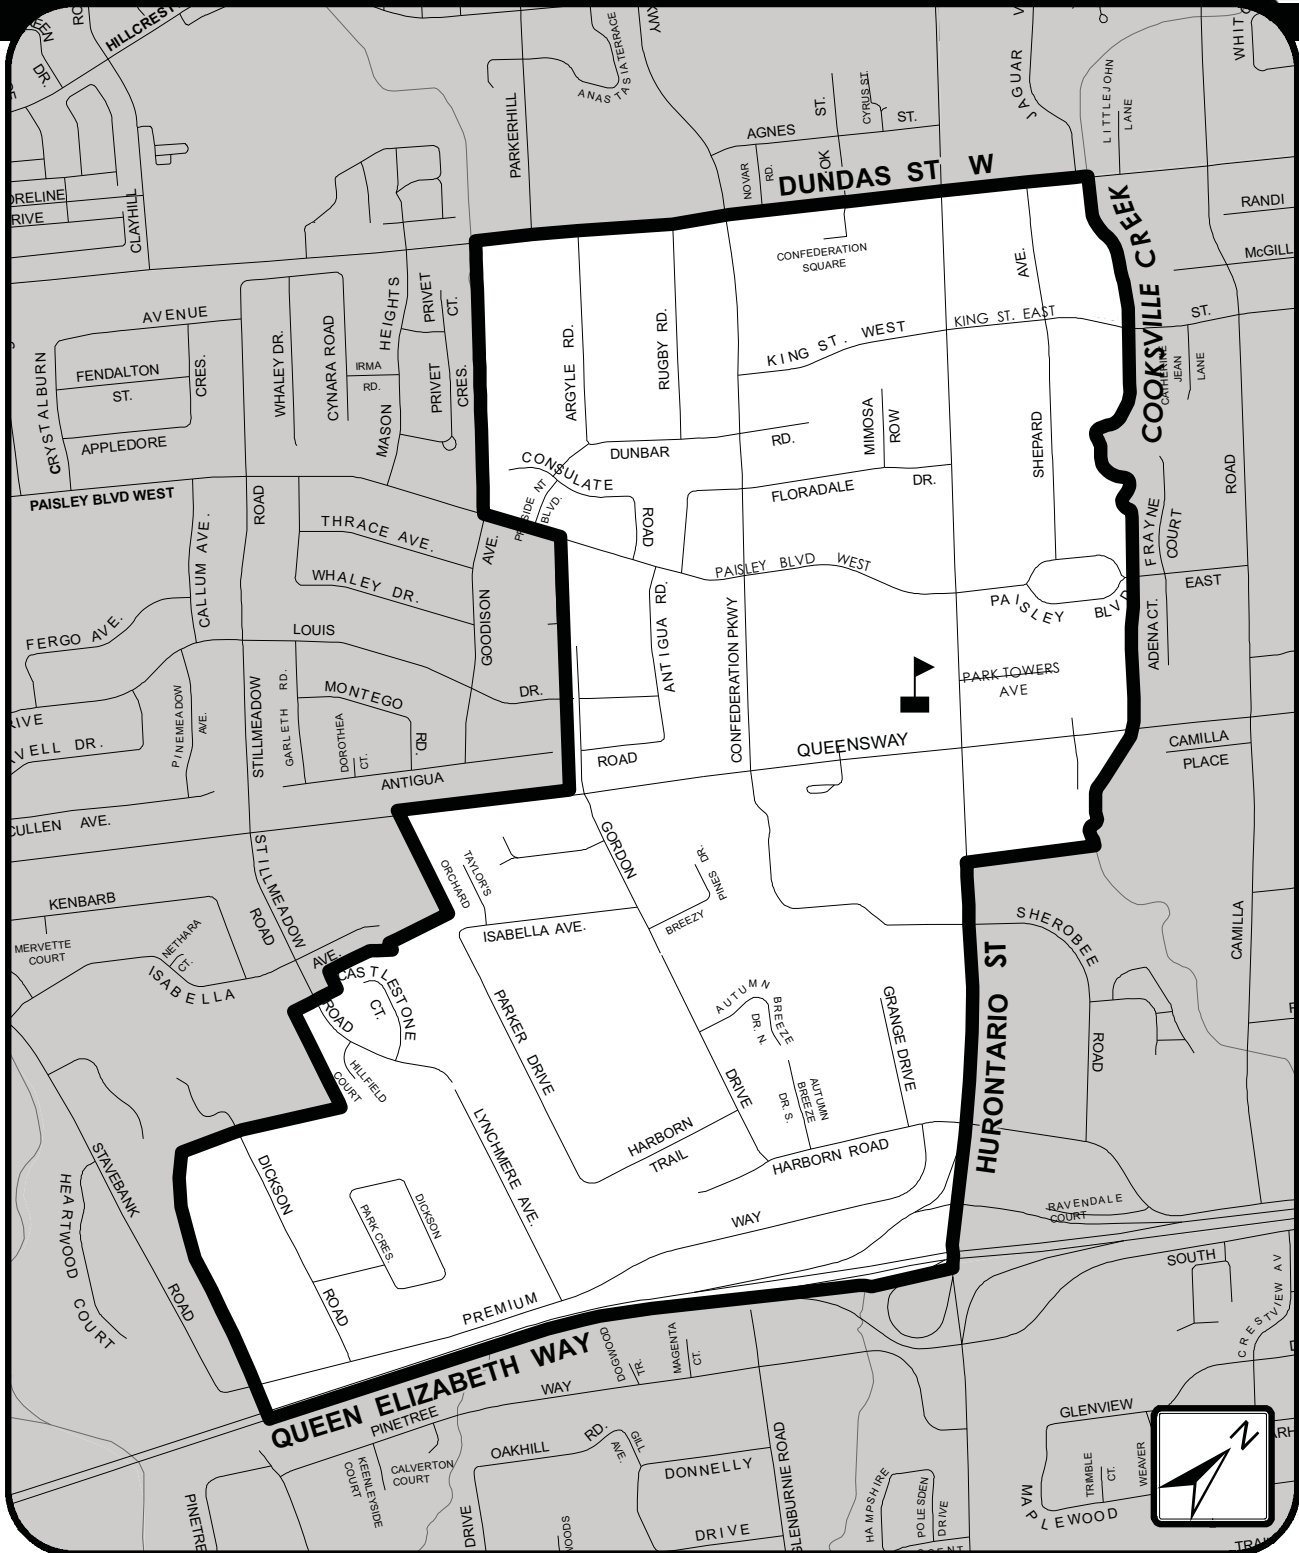 HILLCREST
DR.
PARKERHILL
ANASTASIA TERRACE
KWY
ST.
CYRUS ST.
AGNES
ST.
JAGUAR
LITTLEJOHN
LANE
NOVAR
RD.
DUNDAS ST W
COOKSVILLE CREEK
RANDI
McGILL
CLAYHILL
CONFEDERATION
SQUARE
AVE.
KING ST. WEST
KING ST. EAST
ST.
AVENUE
HEIGHTS
PRIVET
CT.
WHALEY DR.
CYNARA ROAD
ARGYLE RD.
RUGBY RD.
CATHERINE
JEAN
LANE
CRYSTALBURN
FENDALTON
ST.
CRES.
IRMA
RD.
PRIVET
CRES.
APPLEDORE
MASON
MIMOSA
ROW
SHEPARD
ROAD
DUNBAR
RD.
CONSULATE
ROAD
FLORADALE
DR.
PAISLEY BLVD WEST
ROAD
BLVD.
THRACE AVE.
AVE.
CALLUM AVE.
FRAYNE
COURT
PAISLEY BLVD WEST
WHALEY DR.
EAST
PAISLEY
BLVD
FERGO AVE.
LOUIS
GOODISON
ANTIGUA RD.
CONFEDERATION PKWY
ADENA CT.
PARK TOWERS
AVE
MONTEGO
DR.
STILLMEADOW
GARLETH RD.
PINEMEADOW
AVE.
DOROTHEA
CT.
RD.
QUEENSWAY
CAMILLA
PLACE
ROAD
ANTIGUA
CULLEN AVE.
STILLMEADOW
ROAD
GORDON
TAYLOR'S
ORCHARD
BREEZY
PINES DR.
KENBARB
ISABELLA AVE.
SHEROBEE
CAMILLA
MERVETTE
COURT
NETHARA
CT.
ISABELLA
AVE.
CASTLESTONE
CT.
ROAD
PARKER DRIVE
AUTUMN
BREEZE
DR. N.
GRANGE DRIVE
HURONTARIO ST
ROAD
HILLFIELD
COURT
DRIVE
AUTUMN
BREEZE
DR. S.
LYNCHMERE AVE.
HARBORN
TRAIL
HARBORN ROAD
STAVEBANK
ROAD
HEARTWOOD COURT
DICKSON
ROAD
DICKSON
PARK CRES.
WAY
RAVENDALE
COURT
SOUTH
CRESTVIEW AV
PREMIUM
QUEEN ELIZABETH WAY
DOGWOOD
TR.
MAGENTA
CT.
WAY
PINETREE
GLENVIEW
OAKHILL
RD.
GILL
AVE.
CALVERTON
COURT
KEENLEYSIDE
COURT
DONNELLY
DRIVE
GLENBURNIE ROAD
HAMPSHIRE
POLESDEN
DRIVE
TRIMBLE
CT.
WEAVER
MAPLEWOOD
DRIVE
N